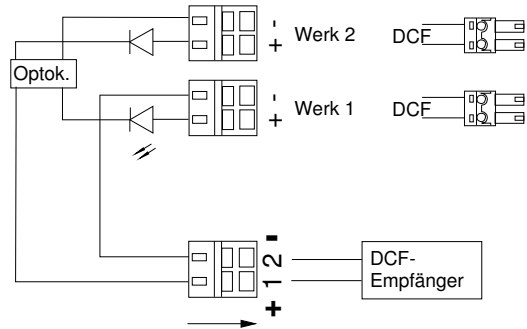 -
+ Werk 2 DCF
Optok.
-
+ Werk 1 DCF
-
2
1
+
DCF-
Empfänger